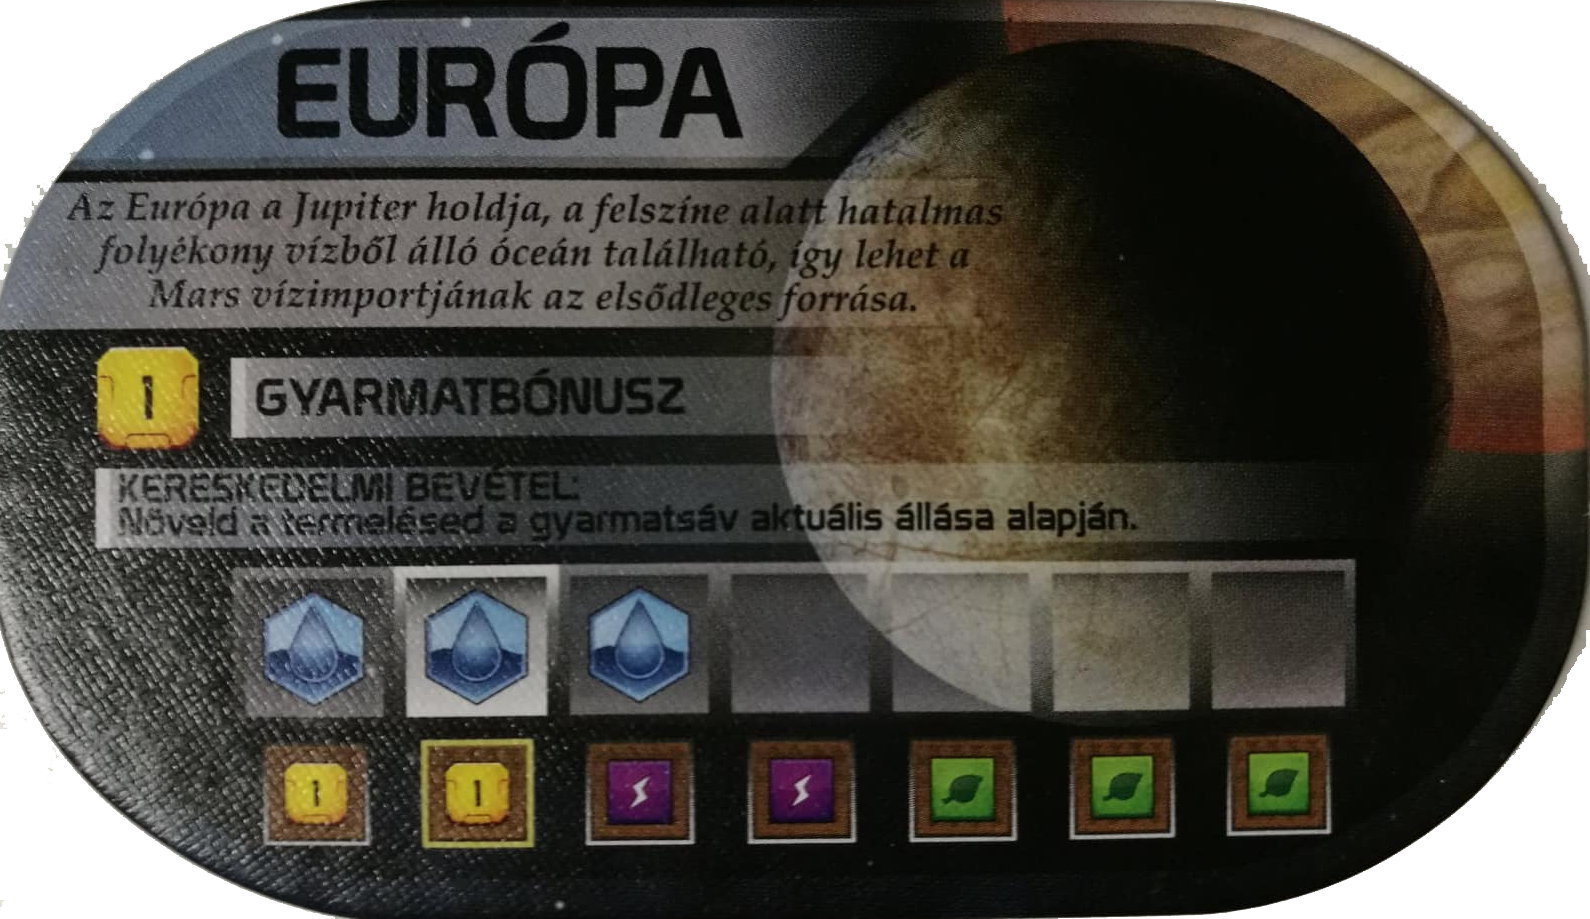 EURÓPA
Az Európa a Jupiter holdja, a felszíne alatt hatalmas
folyékony vízből álló óceán található, így lehet a
Mars vízimportjának az elsődleges forrása.
1 GYARMATBÓNUSZ
KERESKEDELMI BEVÉTEL:
Növeld a termelésed a gyarmatsáv aktuális állása alapján.
1 1